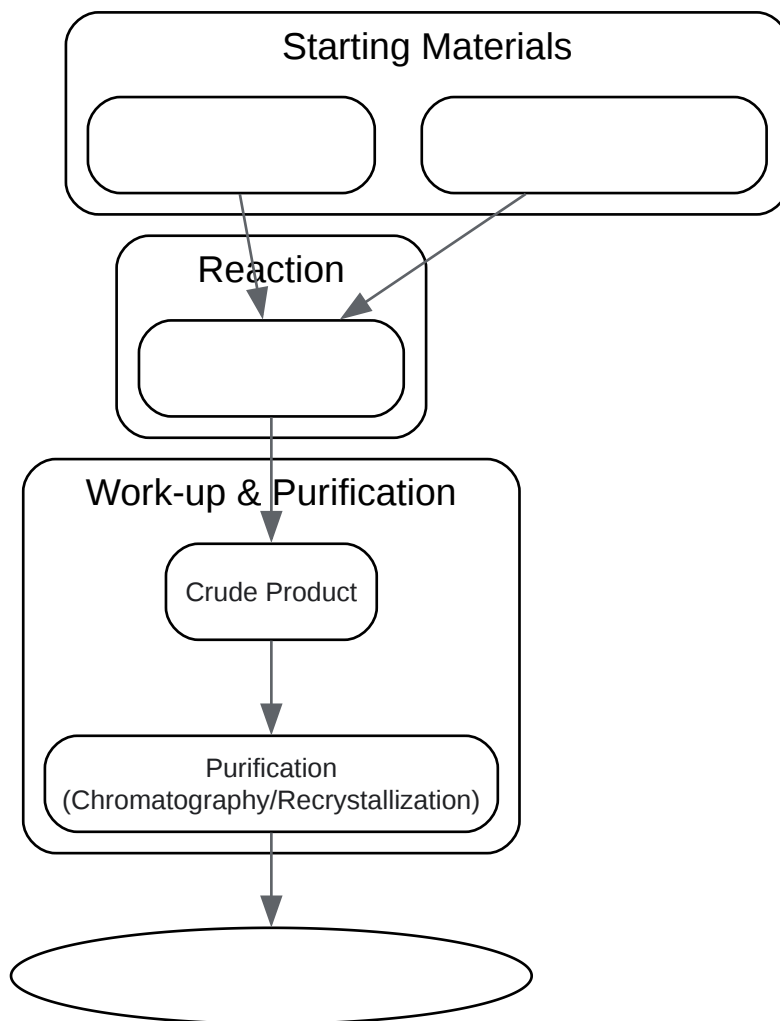 Starting Materials
Reaction
Work-up & Purification
Crude Product
Purification
(Chromatography/Recrystallization)